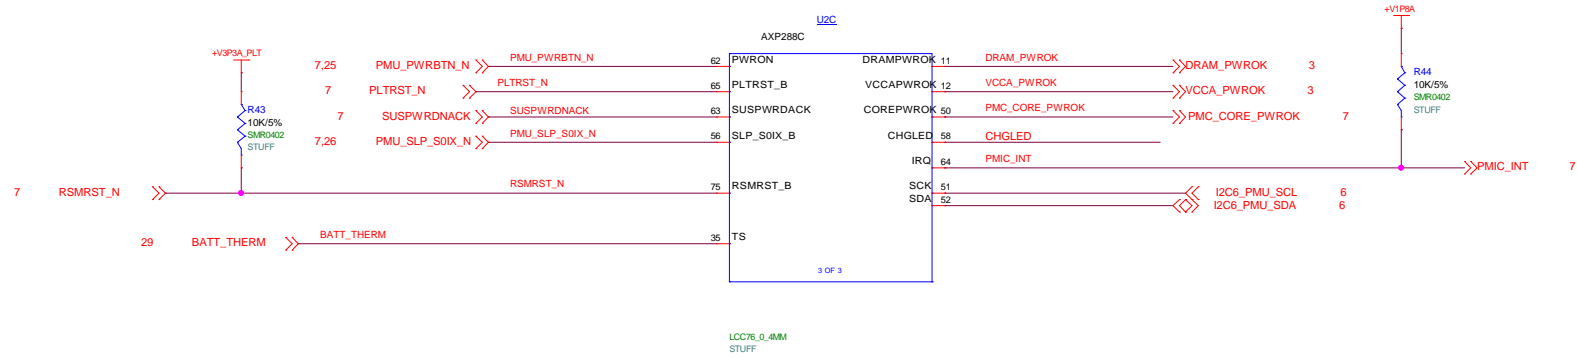 U2C
AXP288C
+V1P8A
+V3P3A_PLT
7,25 PMU_PWRBTN_N PMU_PWRBTN_N 62 PWRON DRAMPWROK 11 DRAM_PWROK DRAM_PWROK 3
7 PLTRST_N PLTRST_N 65 PLTRST_B VCCAPWROK 12 VCCA_PWROK VCCA_PWROK 3
R44
10K/5%
SMR0402
STUFF
R43
10K/5%
SMR0402
STUFF
7 SUSPWRDNACK SUSPWRDNACK 63 SUSPWRDACK COREPWROK 50 PMC_CORE_PWROK PMC_CORE_PWROK 7
7,26 PMU_SLP_S0IX_N PMU_SLP_S0IX_N 56 SLP_S0IX_B CHGLED 58 CHGLED
IRQ 64 PMIC_INT PMIC_INT 7
7 RSMRST_N RSMRST_N 75 RSMRST_B SCK 51 I2C6_PMU_SCL 6
SDA 52 I2C6_PMU_SDA 6
29 BATT_THERM BATT_THERM 35 TS
3 OF 3
LCC76_0_4MM
STUFF